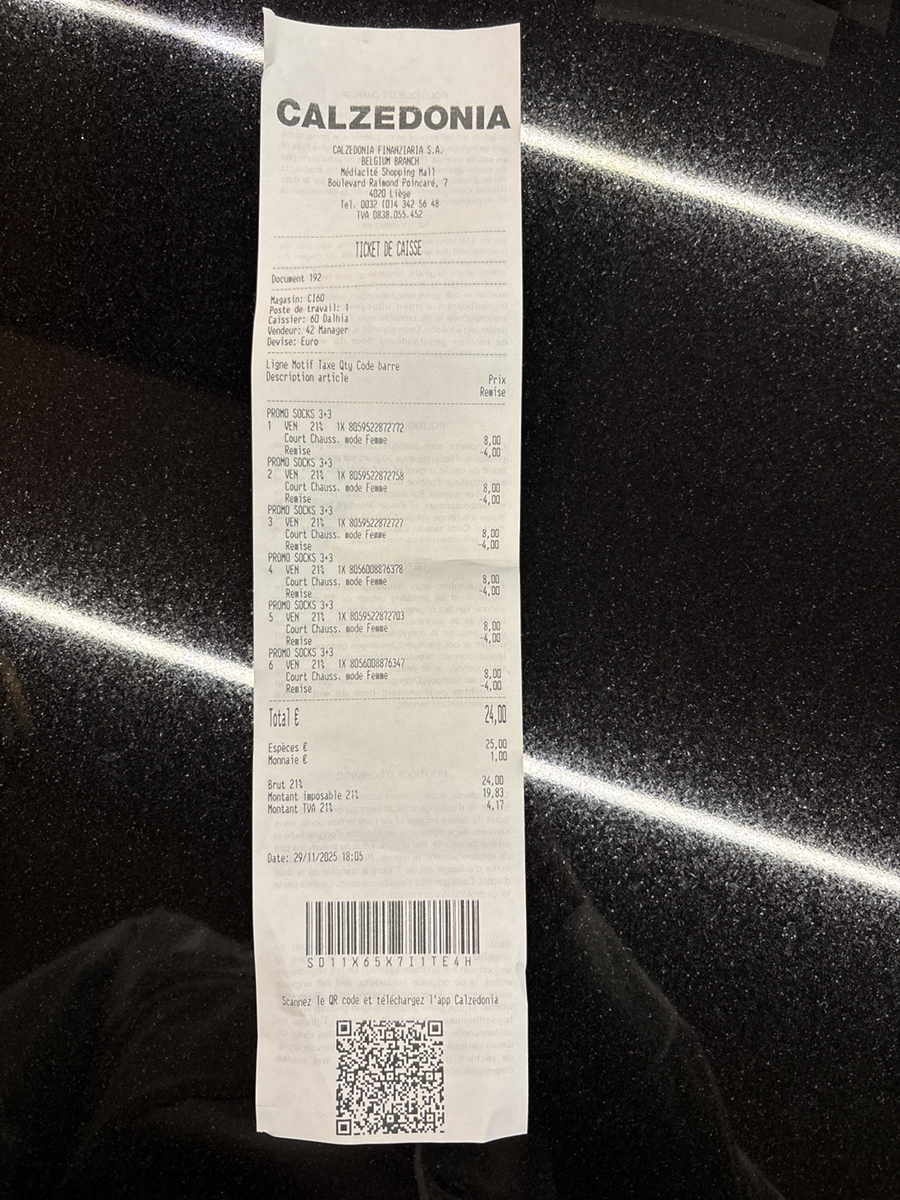 CALZEDONIA
CALZEDONIA FINANZIARIA S.A.
BELGIUM BRANCH
Médiacité Shopping Mall
Boulevard Raimond Poincaré, 7
4020 Liège
Tel. 0032 (0)4 342 56 48
TVA 0838.055.452
TICKET DE CAISSE
Document 192
Magasin: CI60
Poste de travail: 1
Caissier: 60 Dalhia
Vendeur: 42 Manager
Devise: Euro
Ligne Motif Taxe Qty Code barre
Description article Prix
Remise
PROMO SOCKS 3+3
1 VEN 21% 1X 8059522872772
Court Chauss. mode Femme 8,00
Remise -4,00
PROMO SOCKS 3+3
2 VEN 21% 1X 8059522872758
Court Chauss. mode Femme 8,00
Remise -4,00
PROMO SOCKS 3+3
3 VEN 21% 1X 8059522872727
Court Chauss. mode Femme 8,00
Remise -4,00
PROMO SOCKS 3+3
4 VEN 21% 1X 8056008876378
Court Chauss. mode Femme 8,00
Remise -4,00
PROMO SOCKS 3+3
5 VEN 21% 1X 8059522872703
Court Chauss. mode Femme 8,00
Remise -4,00
PROMO SOCKS 3+3
6 VEN 21% 1X 8056008876347
Court Chauss. mode Femme 8,00
Remise -4,00
Total € 24,00
Espèces € 25,00
Monnaie € 1,00
Brut 21% 24,00
Montant imposable 21% 19,83
Montant TVA 21% 4,17
Date: 29/11/2025 18:05
SD11X65X7I1TE4H
Scannez le QR code et téléchargez l'app Calzedonia